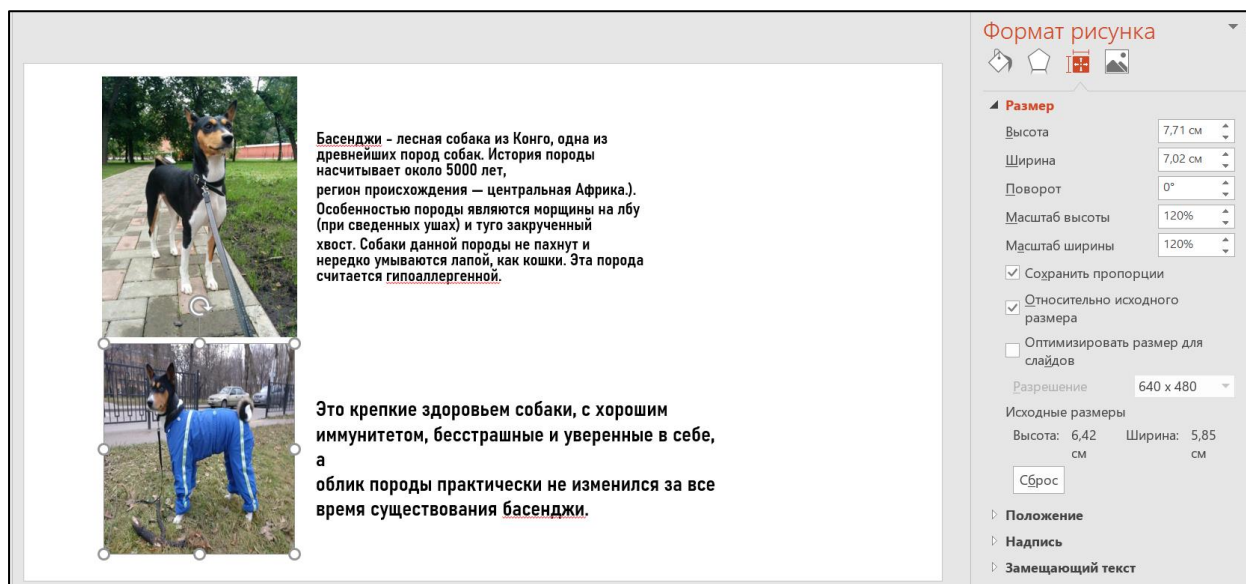 Басенджи - лесная собака из Конго, одна из
древнейших пород собак. История породы
насчитывает около 5000 лет,
регион происхождения — центральная Африка.).
Особенностью породы являются морщины на лбу
(при сведенных ушах) и туго закрученный
хвост. Собаки данной породы не пахнут и
нередко умываются лапой, как кошки. Эта порода
считается гипоаллергенной.
Это крепкие здоровьем собаки, с хорошим
иммунитетом, бесстрашные и уверенные в себе,
а
облик породы практически не изменился за все
время существования басенджи.
Формат рисунка
Размер
Высота 7,71 см
Ширина 7,02 см
Поворот 0°
Масштаб высоты 120%
Масштаб ширины 120%
Сохранить пропорции
Относительно исходного
размера
Оптимизировать размер для
слайдов
Разрешение 640 x 480
Исходные размеры
Высота: 6,42 Ширина: 5,85
см см
Сброс
Положение
Надпись
Замещающий текст